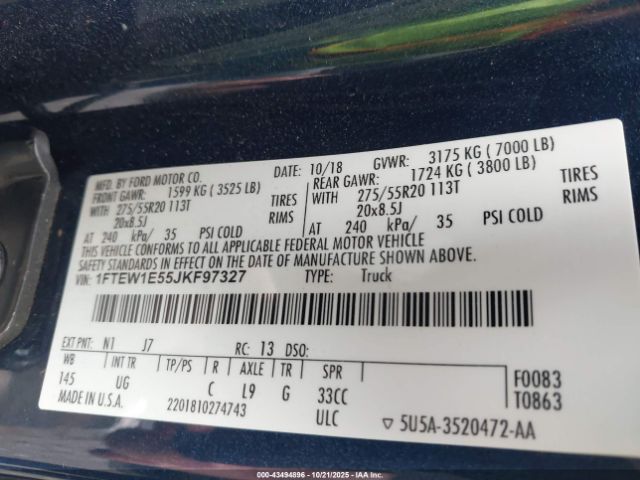 MFD. BY FORD MOTOR CO. DATE: 10/18 GVWR: 3175 KG ( 7000 LB)
FRONT GAWR: 1599 KG ( 3525 LB) REAR GAWR: 1724 KG ( 3800 LB)
WITH 275/55R20 113T TIRES WITH 275/55R20 113T TIRES
20x8.5J RIMS 20x8.5J RIMS
AT 240 kPa/ 35 PSI COLD AT 240 kPa/ 35 PSI COLD
THIS VEHICLE CONFORMS TO ALL APPLICABLE FEDERAL MOTOR VEHICLE
SAFETY STANDARDS IN EFFECT ON THE DATE OF MANUFACTURE SHOWN ABOVE.
VIN: 1FTEW1E55JKF97327 TYPE: Truck
EXT PNT: N1 J7 RC: 13 DSO:
WB INT TR TP/PS R AXLE TR SPR
145 UG C L9 G 33CC F0083
MADE IN U.S.A. 2201810274743 ULC T0863
▽ 5U5A-3520472-AA
000-43494896 - 10/21/2025 - © IAA, Inc.